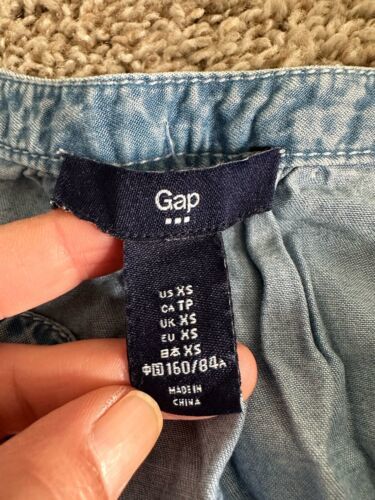 Gap
US XS
CA TP
UK XS
EU XS
日本 XS
中国 160/84A
MADE IN
CHINA